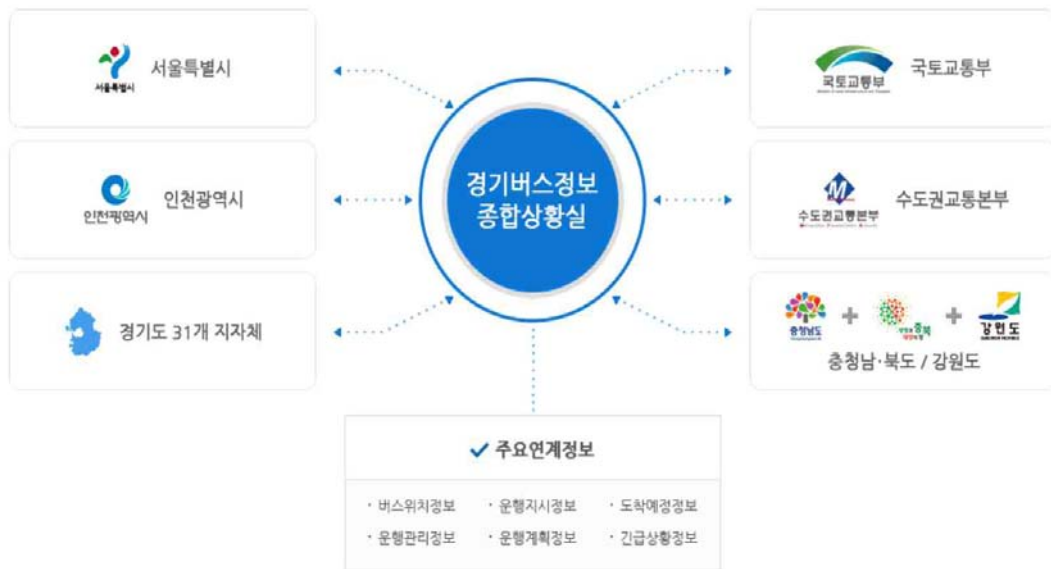 서울특별시
서울특별시
인천광역시
인천광역시
경기도 31개 지자체
경기버스정보
종합상황실
국토교통부
국토교통부
M
수도권교통본부
수도권교통본부
충청남도
+
충북
+
강원도
충청남·북도 / 강원도
주요연계정보
· 버스위치정보 · 운행지시정보 · 도착예정정보
· 운행관리정보 · 운행계획정보 · 긴급상황정보